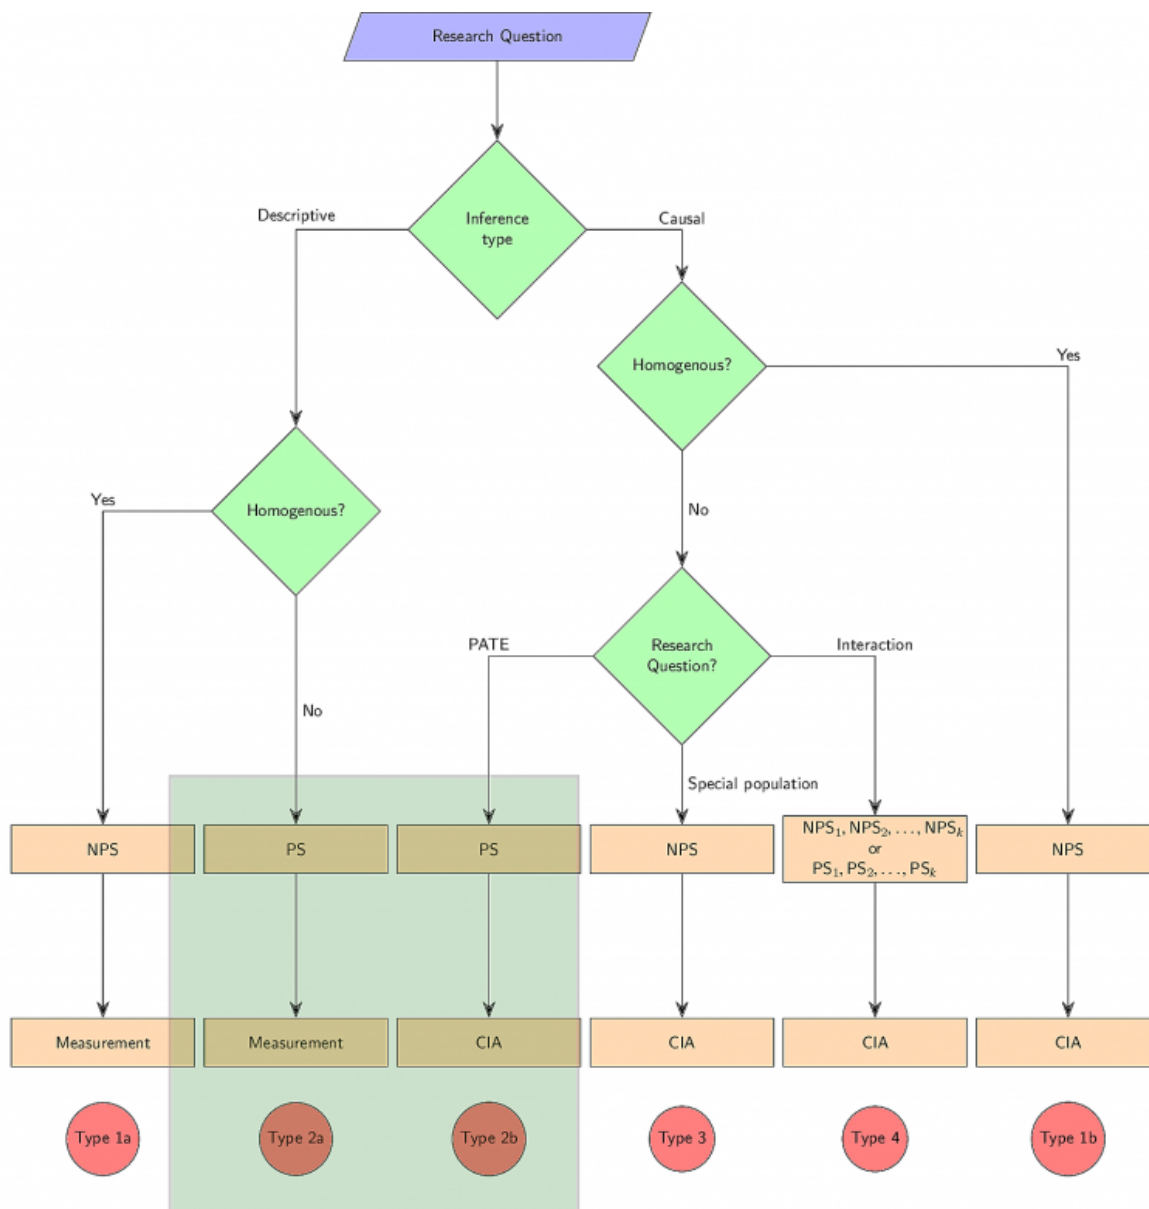 Research Question
Inference
type
Descriptive
Causal
Homogenous?
Yes
Homogenous?
Yes
No
Research
Question?
PATE
Interaction
No
Special population
NPS
PS
PS
NPS
NPS₁, NPS₂, ..., NPSₖ
or
PS₁, PS₂, ..., PSₖ
NPS
Measurement
Measurement
CIA
CIA
CIA
CIA
Type 1a
Type 2a
Type 2b
Type 3
Type 4
Type 1b